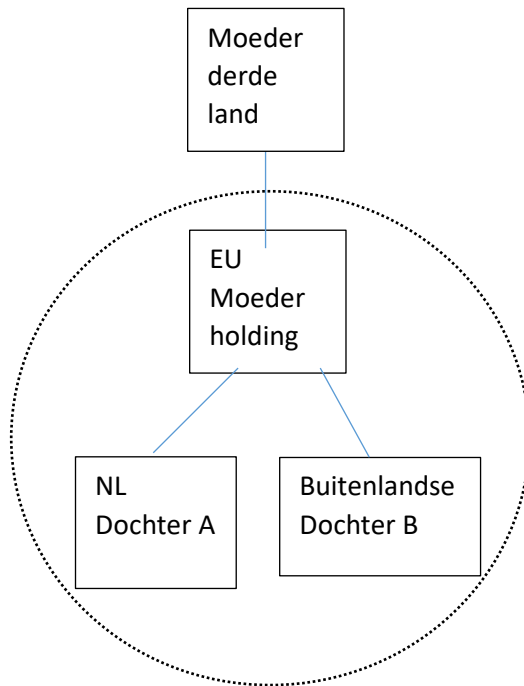 Moeder
derde
land
EU
Moeder
holding
NL
Dochter A
Buitenlandse
Dochter B